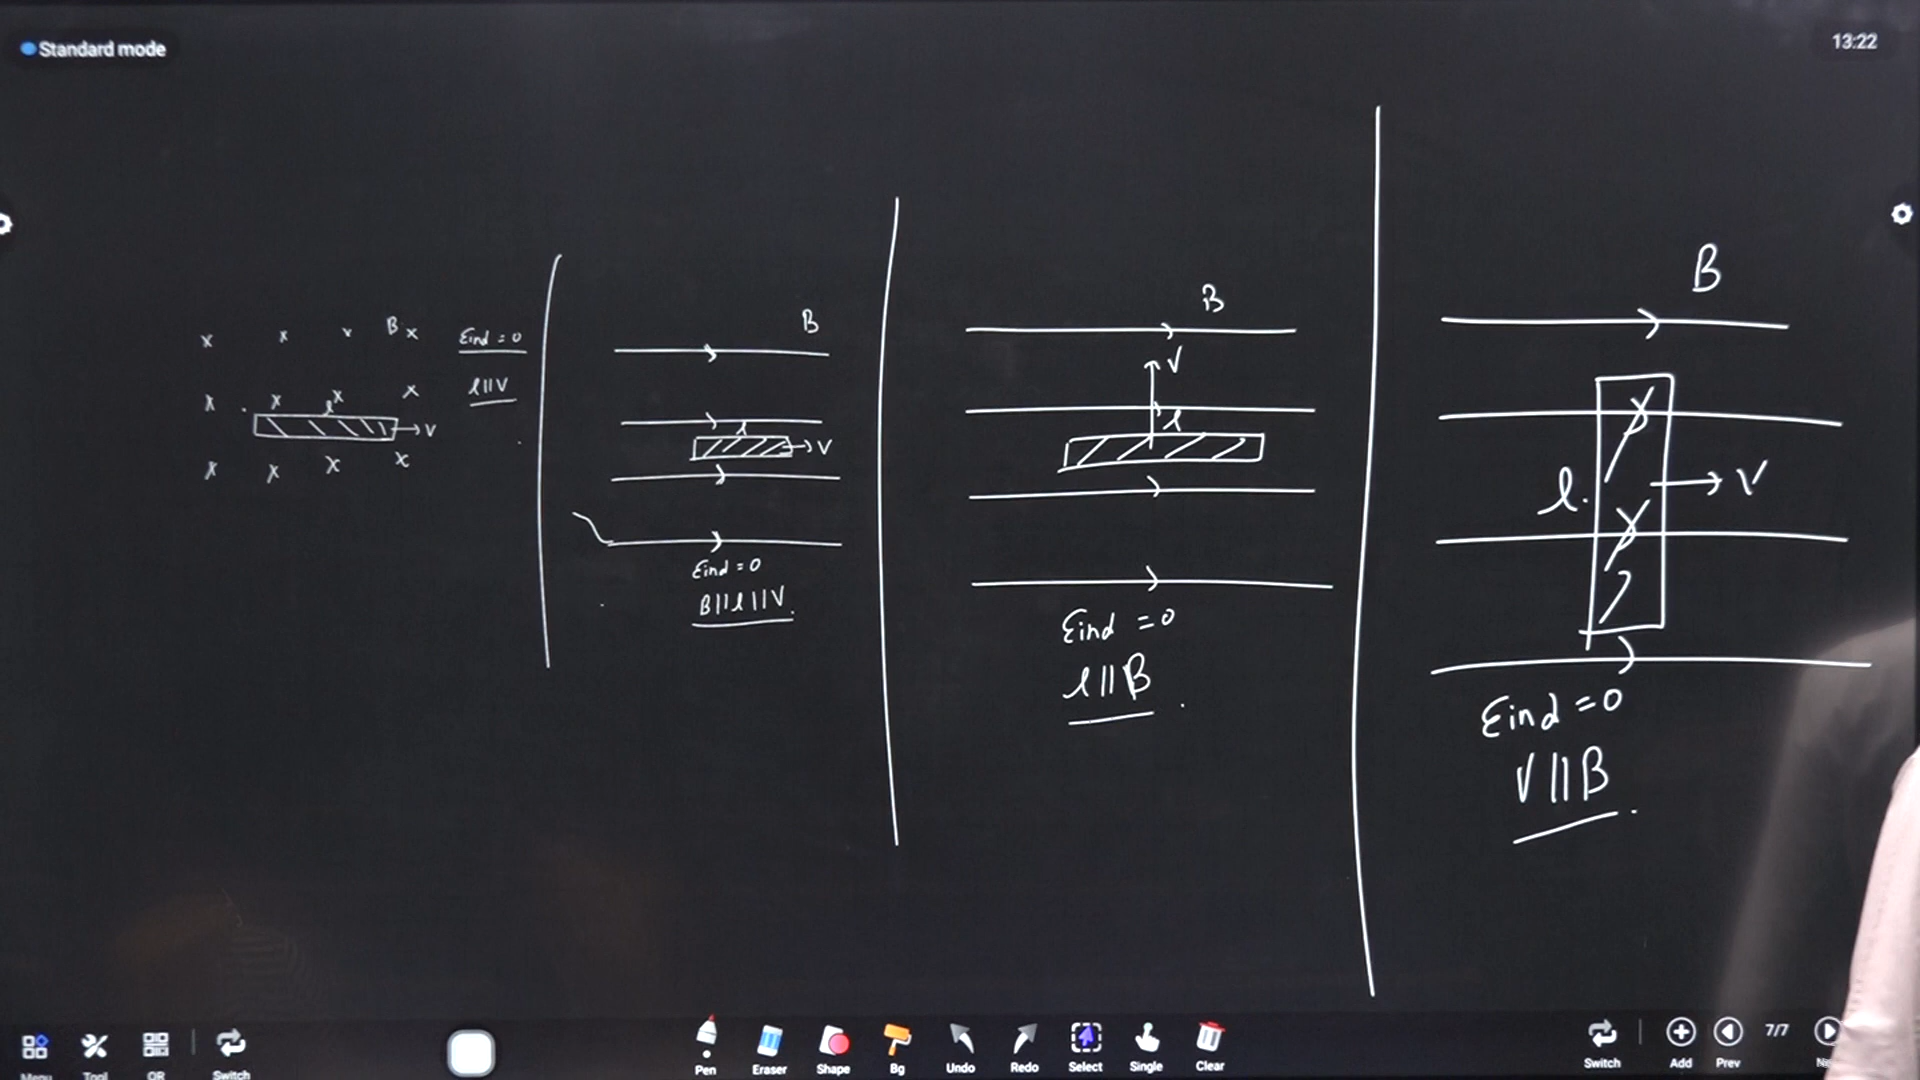 Standard mode
13:22
x x x B x
Eind = 0
x x l x x
l || V
V
x x x x
B
l
V
Eind = 0
B || l || V
B
V
l
Eind = 0
l || B
B
l
V
Eind = 0
V || B
Menu
Tool
QR
Switch
Pen
Eraser
Shape
Bg
Undo
Redo
Select
Single
Clear
Switch
Add
Prev
7/7